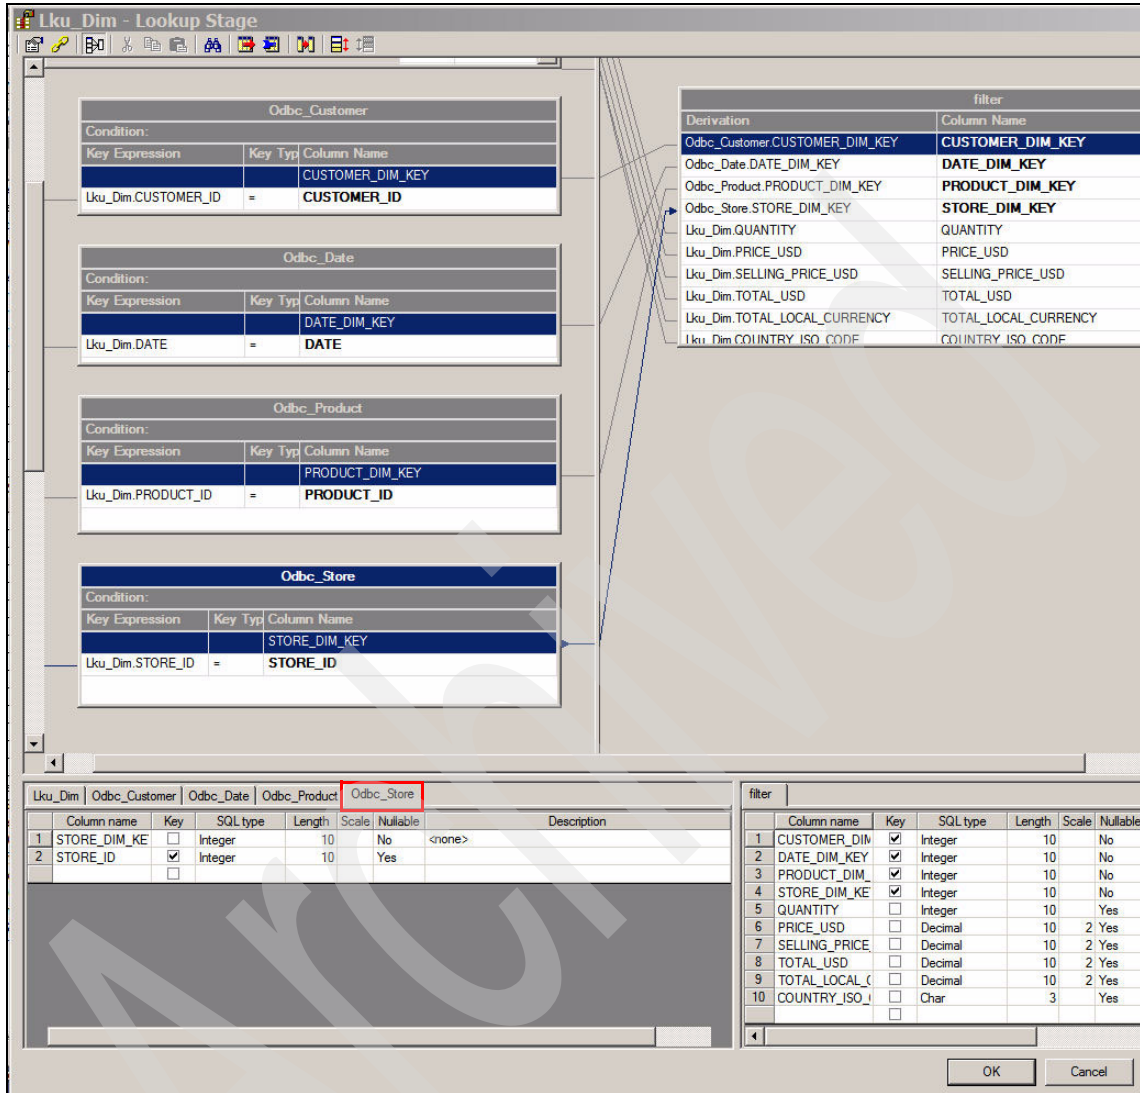 Lku_Dim - Lookup Stage
Odbc_Customer
Condition:
Key Expression Key Typ Column Name
CUSTOMER_DIM_KEY
Lku_Dim.CUSTOMER_ID = CUSTOMER_ID
Odbc_Date
Condition:
Key Expression Key Typ Column Name
DATE_DIM_KEY
Lku_Dim.DATE = DATE
Odbc_Product
Condition:
Key Expression Key Typ Column Name
PRODUCT_DIM_KEY
Lku_Dim.PRODUCT_ID = PRODUCT_ID
Odbc_Store
Condition:
Key Expression Key Typ Column Name
STORE_DIM_KEY
Lku_Dim.STORE_ID = STORE_ID
filter
Derivation Column Name
Odbc_Customer.CUSTOMER_DIM_KEY CUSTOMER_DIM_KEY
Odbc_Date.DATE_DIM_KEY DATE_DIM_KEY
Odbc_Product.PRODUCT_DIM_KEY PRODUCT_DIM_KEY
Odbc_Store.STORE_DIM_KEY STORE_DIM_KEY
Lku_Dim.QUANTITY QUANTITY
Lku_Dim.PRICE_USD PRICE_USD
Lku_Dim.SELLING_PRICE_USD SELLING_PRICE_USD
Lku_Dim.TOTAL_USD TOTAL_USD
Lku_Dim.TOTAL_LOCAL_CURRENCY TOTAL_LOCAL_CURRENCY
Lku_Dim.COUNTRY_ISO_CODE COUNTRY_ISO_CODE
Lku_Dim Odbc_Customer Odbc_Date Odbc_Product Odbc_Store
Column name Key SQL type Length Scale Nullable Description
1 STORE_DIM_KE Integer 10 No <none>
2 STORE_ID Integer 10 Yes
filter
Column name Key SQL type Length Scale Nullable
1 CUSTOMER_DIM Integer 10 No
2 DATE_DIM_KEY Integer 10 No
3 PRODUCT_DIM_ Integer 10 No
4 STORE_DIM_KE Integer 10 No
5 QUANTITY Integer 10 Yes
6 PRICE_USD Decimal 10 2 Yes
7 SELLING_PRICE Decimal 10 2 Yes
8 TOTAL_USD Decimal 10 2 Yes
9 TOTAL_LOCAL_( Decimal 10 2 Yes
10 COUNTRY_ISO_( Char 3 Yes
OK Cancel
Archived